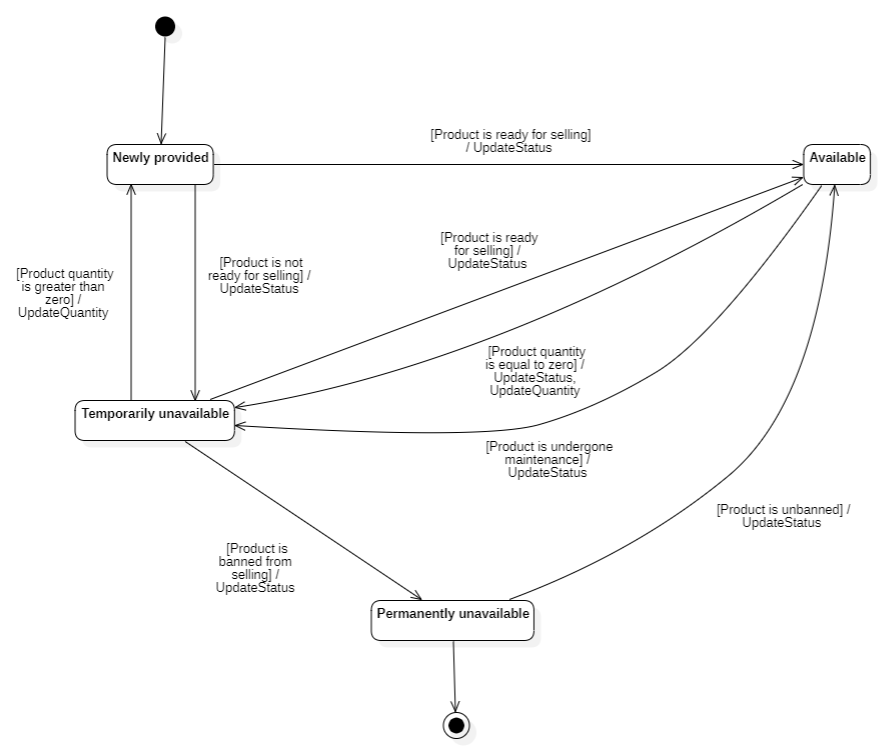 [Product is ready for selling]
/ UpdateStatus
Newly provided
Available
[Product is ready
for selling] /
UpdateStatus
[Product is not
ready for selling] /
UpdateStatus
[Product quantity
is greater than
zero] /
UpdateQuantity
[Product quantity
is equal to zero] /
UpdateStatus,
UpdateQuantity
Temporarily unavailable
[Product is undergone
maintenance] /
UpdateStatus
[Product is unbanned] /
UpdateStatus
[Product is
banned from
selling] /
UpdateStatus
Permanently unavailable